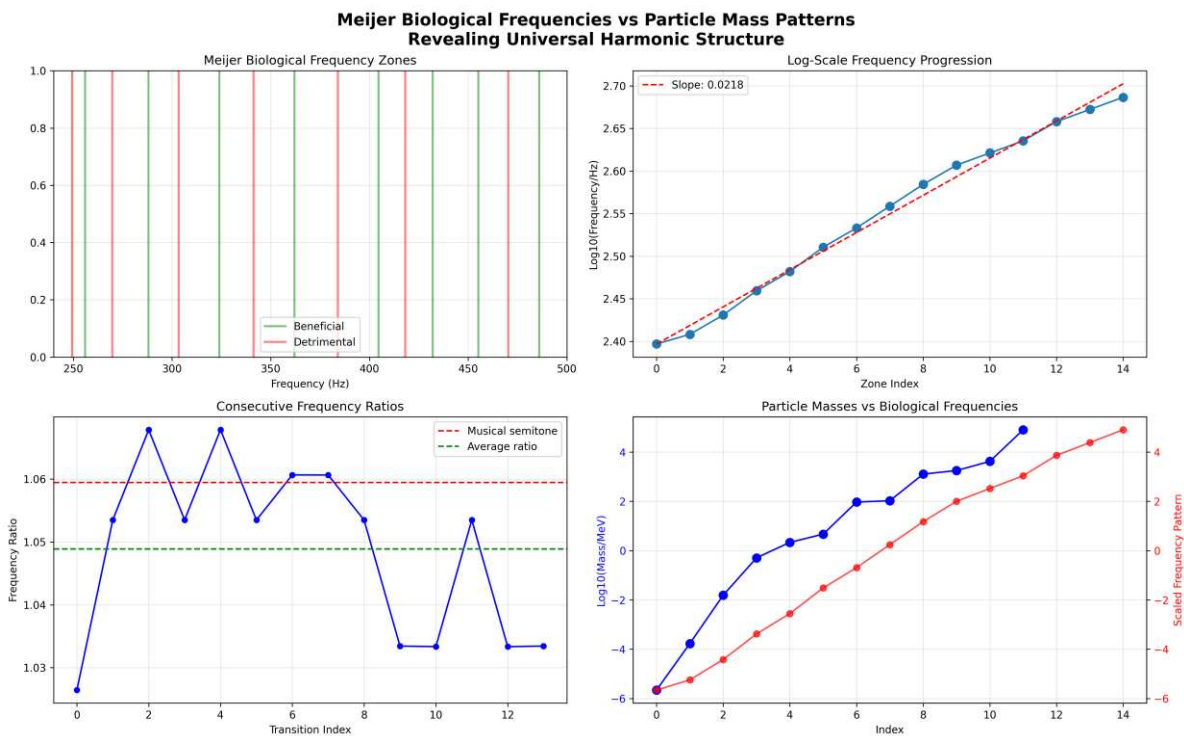 Meijer Biological Frequencies vs Particle Mass Patterns
Revealing Universal Harmonic Structure
Meijer Biological Frequency Zones
1.0
0.8
0.6
0.4
0.2
0.0
Beneficial
Detrimental
250 300 350 400 450 500
Frequency (Hz)
Log-Scale Frequency Progression
Log10(Frequency/Hz)
2.70
2.65
2.60
2.55
2.50
2.45
2.40
Slope: 0.0218
0 2 4 6 8 10 12 14
Zone Index
Consecutive Frequency Ratios
Frequency Ratio
1.06
1.05
1.04
1.03
Musical semitone
Average ratio
0 2 4 6 8 10 12
Transition Index
Particle Masses vs Biological Frequencies
Log10(Mass/MeV)
4
2
0
−2
−4
−6
0 2 4 6 8 10 12 14
Index
4
2
0
−2
−4
−6
Scaled Frequency Pattern